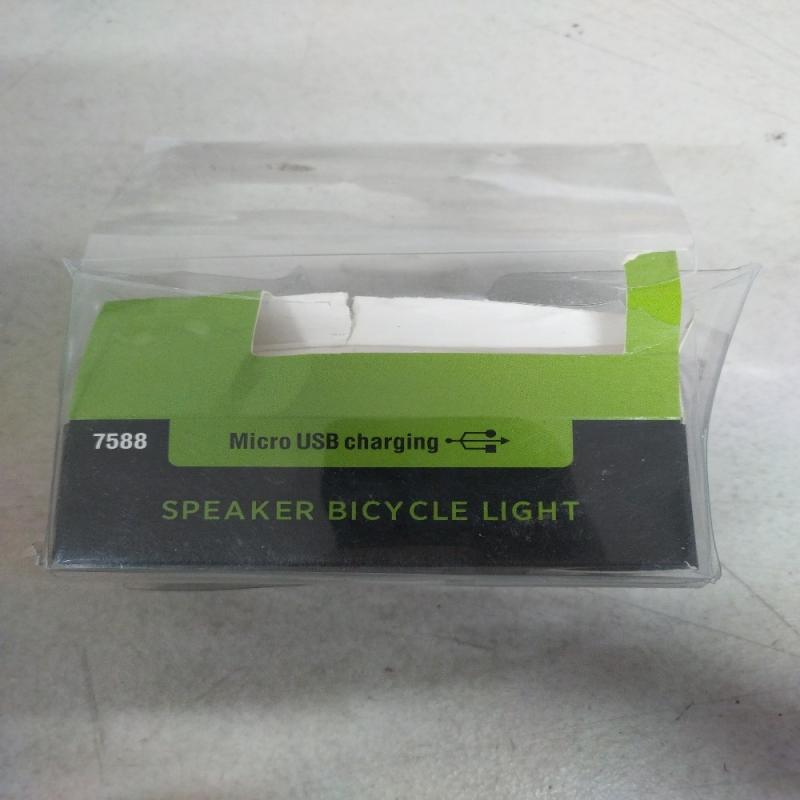 7588
Micro USB charging
SPEAKER BICYCLE LIGHT